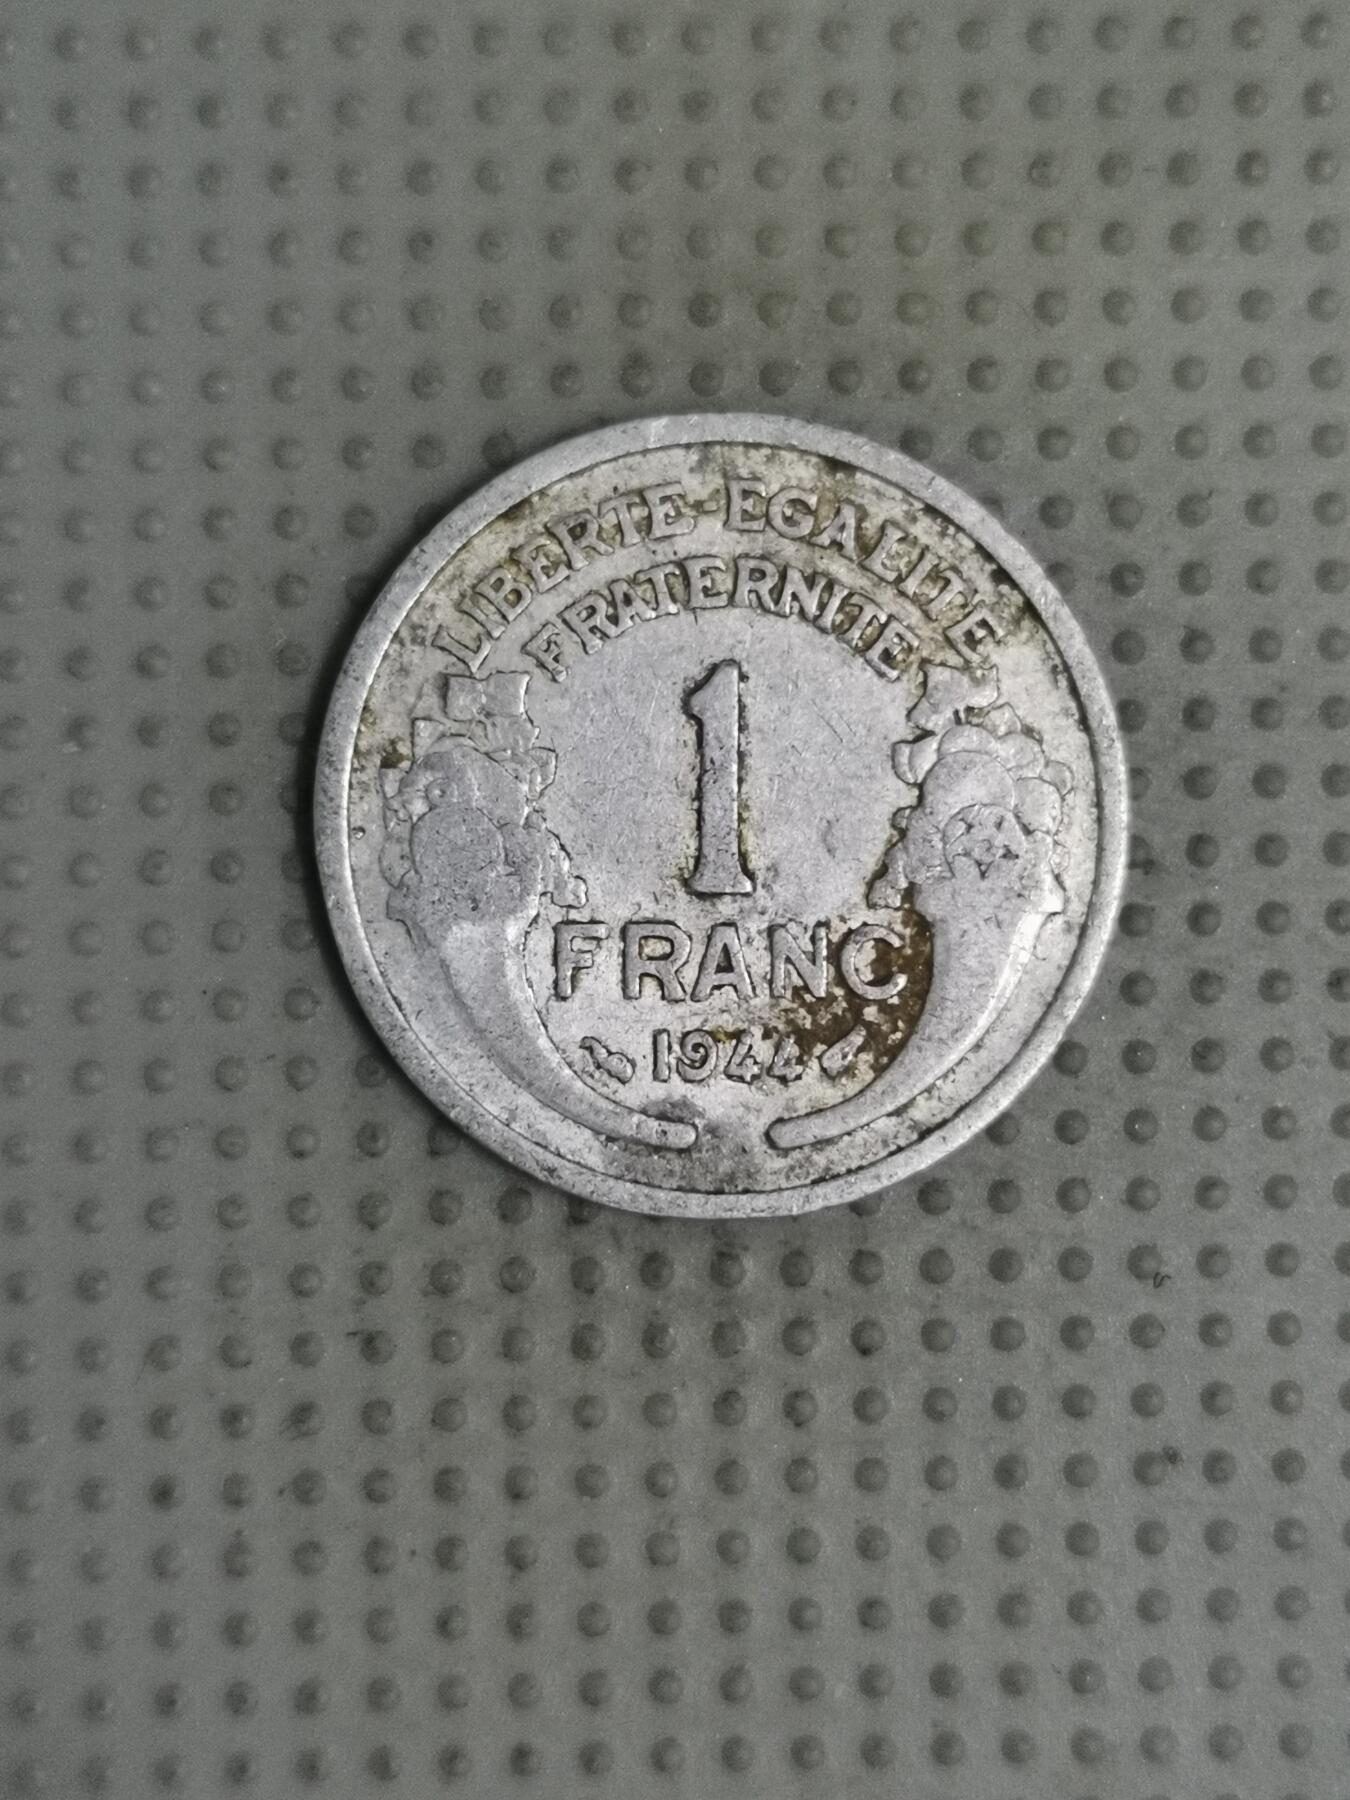 LIBERTE-EGALITE
FRATERNITE
1
FRANC
1944